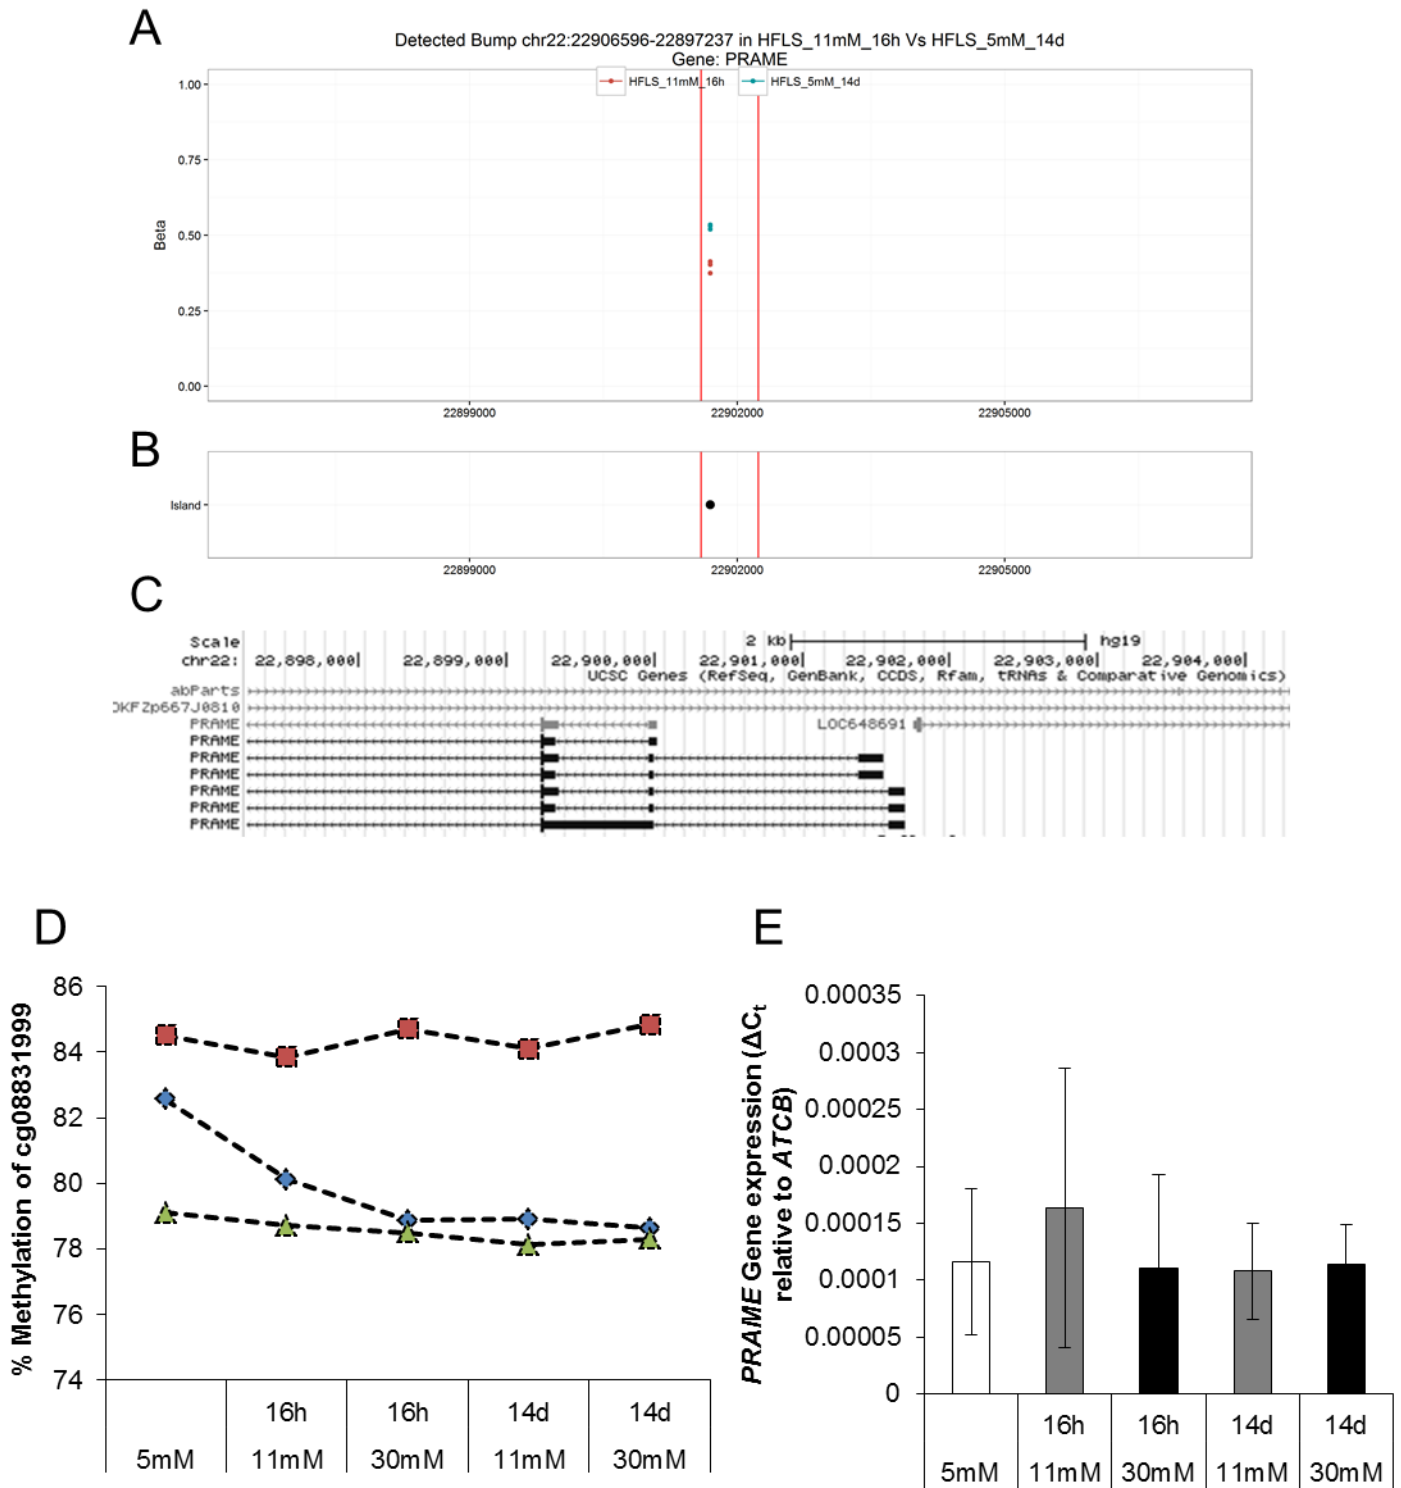 A
Detected Bump chr22:22906596-22897237 in HFLS_11mM_16h Vs HFLS_5mM_14d
Gene: PRAME
HFLS_11mM_16h HFLS_5mM_14d
1.00
0.75
0.50
0.25
0.00
Beta
22899000 22902000 22905000
B
Island
22899000 22902000 22905000
C
Scale 2 kb hg19
chr22: 22,898,000 22,899,000 22,900,000 22,901,000 22,902,000 22,903,000 22,904,000
UCSC Genes (RefSeq, GenBank, CCDS, Rfam, tRNAs & Comparative Genomics)
abParts
DKFZp667J0810
PRAME LOC648691
PRAME
PRAME
PRAME
PRAME
PRAME
PRAME
D
% Methylation of cg08831999
86
84
82
80
78
76
74
16h 16h 14d 14d
5mM 11mM 30mM 11mM 30mM
E
PRAME Gene expression (ΔCt
relative to ATCB)
0.00035
0.0003
0.00025
0.0002
0.00015
0.0001
0.00005
0
16h 16h 14d 14d
5mM 11mM 30mM 11mM 30mM